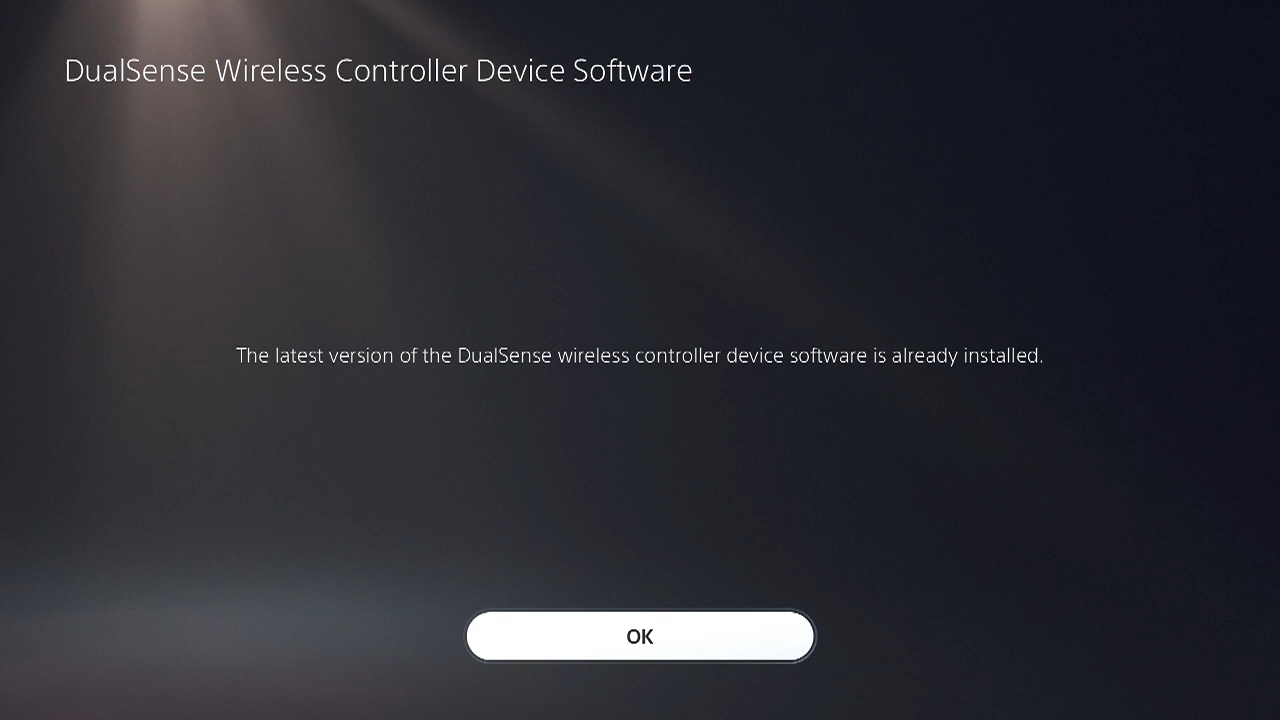 DualSense Wireless Controller Device Software
The latest version of the DualSense wireless controller device software is already installed.
OK